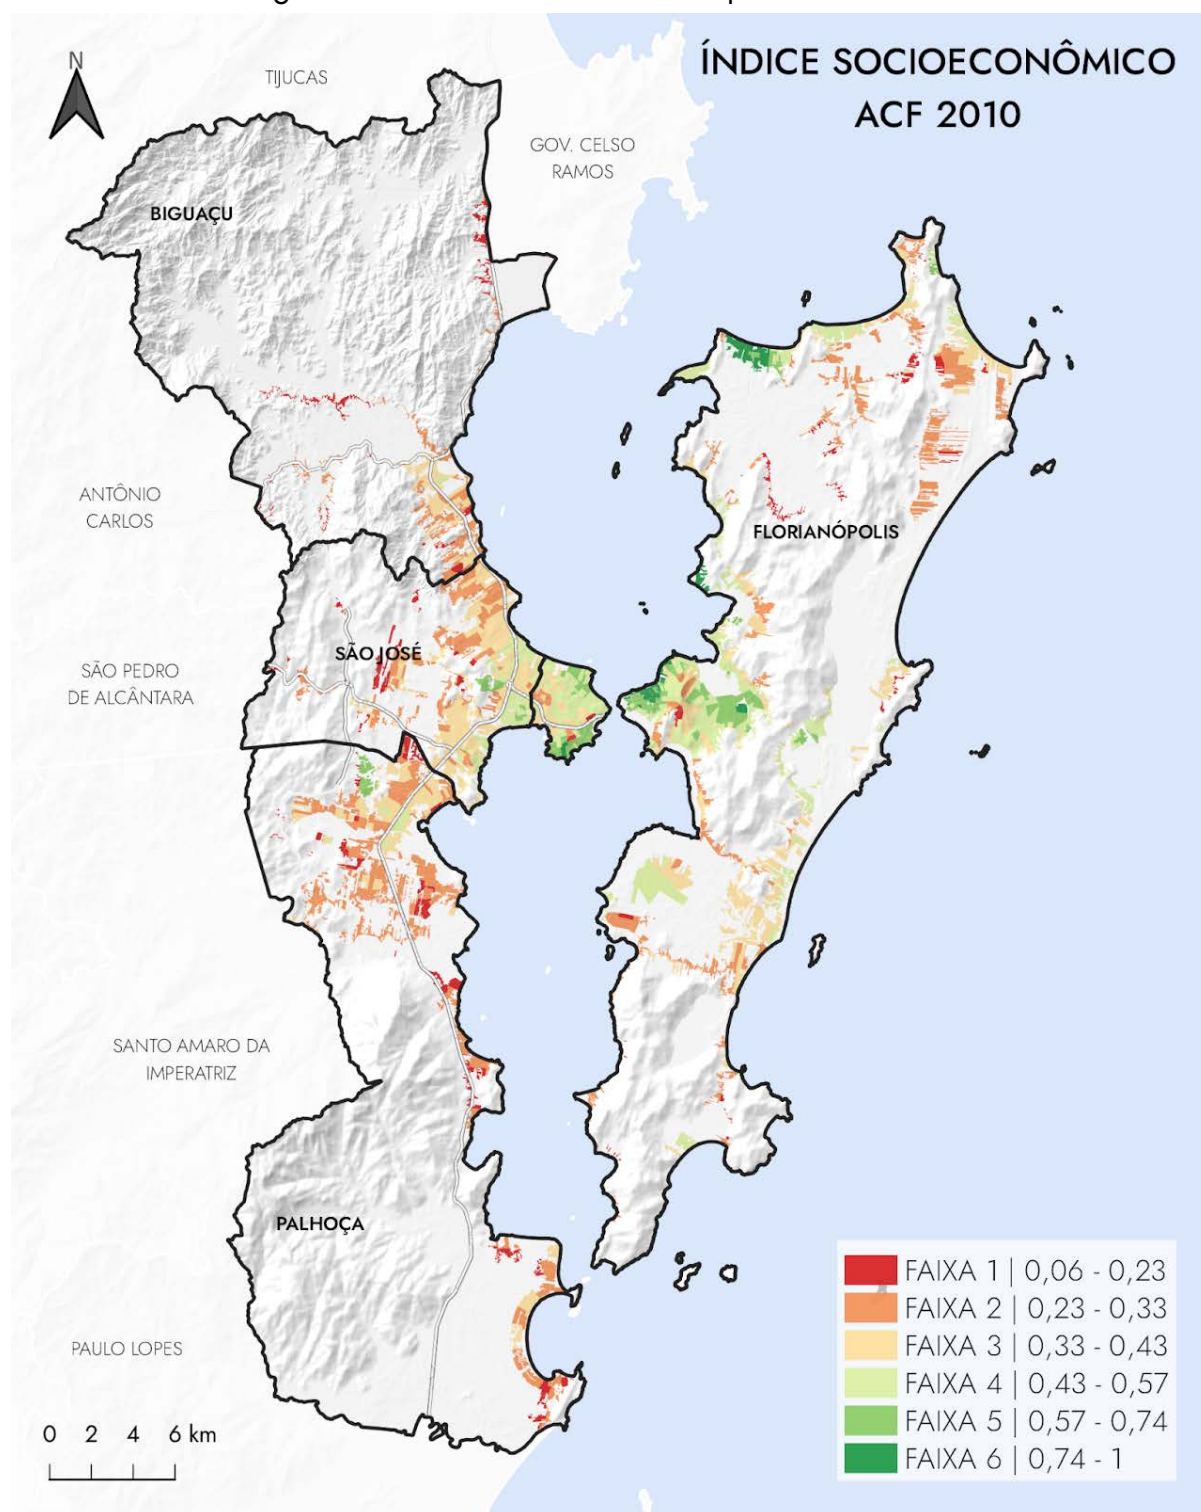 N
ÍNDICE SOCIOECONÔMICO
ACF 2010
TIJUCAS
GOV. CELSO
RAMOS
BIGUAÇU
ANTÔNIO
CARLOS
FLORIANÓPOLIS
SÃO JOSÉ
SÃO PEDRO
DE ALCÂNTARA
SANTO AMARO DA
IMPERATRIZ
PALHOÇA
PAULO LOPES
FAIXA 1 | 0,06 - 0,23
FAIXA 2 | 0,23 - 0,33
FAIXA 3 | 0,33 - 0,43
FAIXA 4 | 0,43 - 0,57
FAIXA 5 | 0,57 - 0,74
FAIXA 6 | 0,74 - 1
0 2 4 6 km